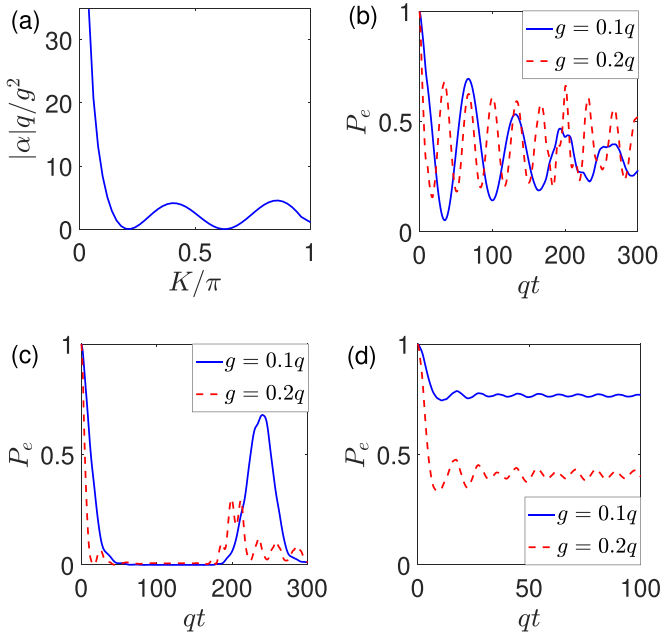 (a)
|α|q/g²
30
20
10
0
0
0.5
1
K/π
(b)
P_e
1
0.5
0
0
100
200
300
qt
g = 0.1q
g = 0.2q
(c)
P_e
1
0.5
0
0
100
200
300
qt
g = 0.1q
g = 0.2q
(d)
P_e
1
0.5
0
0
50
100
qt
g = 0.1q
g = 0.2q